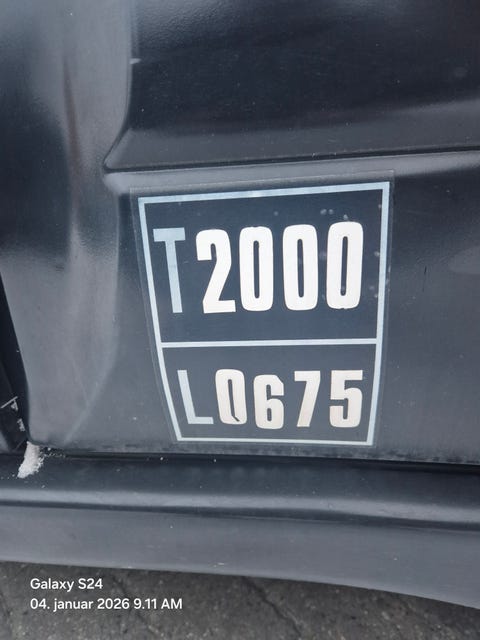 T2000
L0675
Galaxy S24
04. januar 2026 9.11 AM